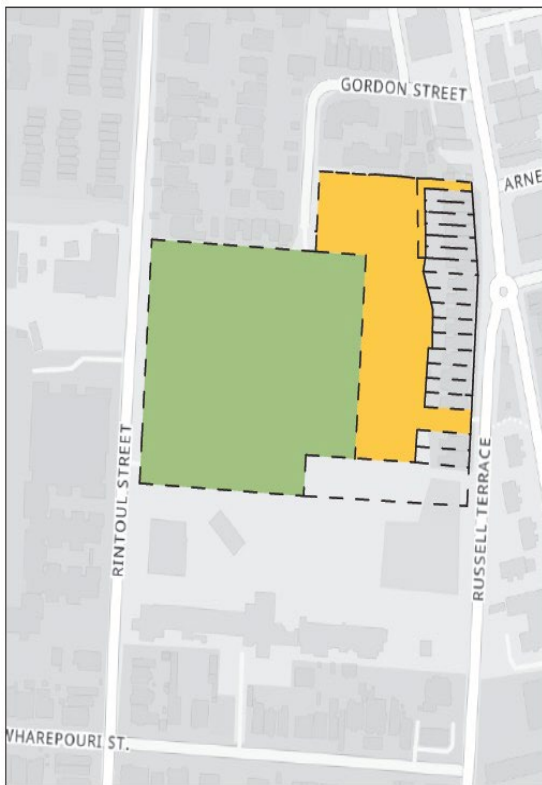 GORDON STREET
ARNE
RINTOUL STREET
RUSSELL TERRACE
WHAREPOURI ST.